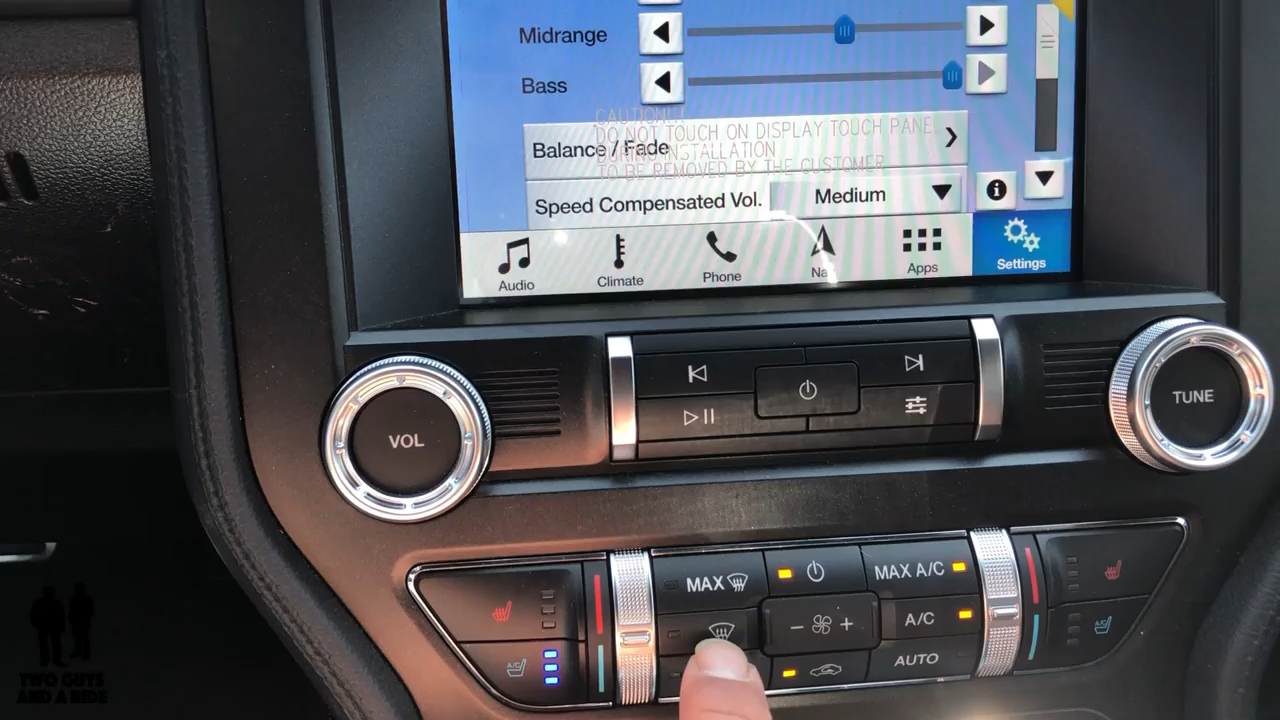 Midrange
Bass
CAUTION!!
DO NOT TOUCH ON DISPLAY TOUCH PANE
DURING INSTALLATION
TO BE REMOVED BY THE CUSTOMER
Balance / Fade
Speed Compensated Vol. Medium
Audio Climate Phone Apps Settings
VOL
TUNE
MAX MAX A/C
A/C
AUTO
A/C
A/C
TWO GUYS
AND A RIDE